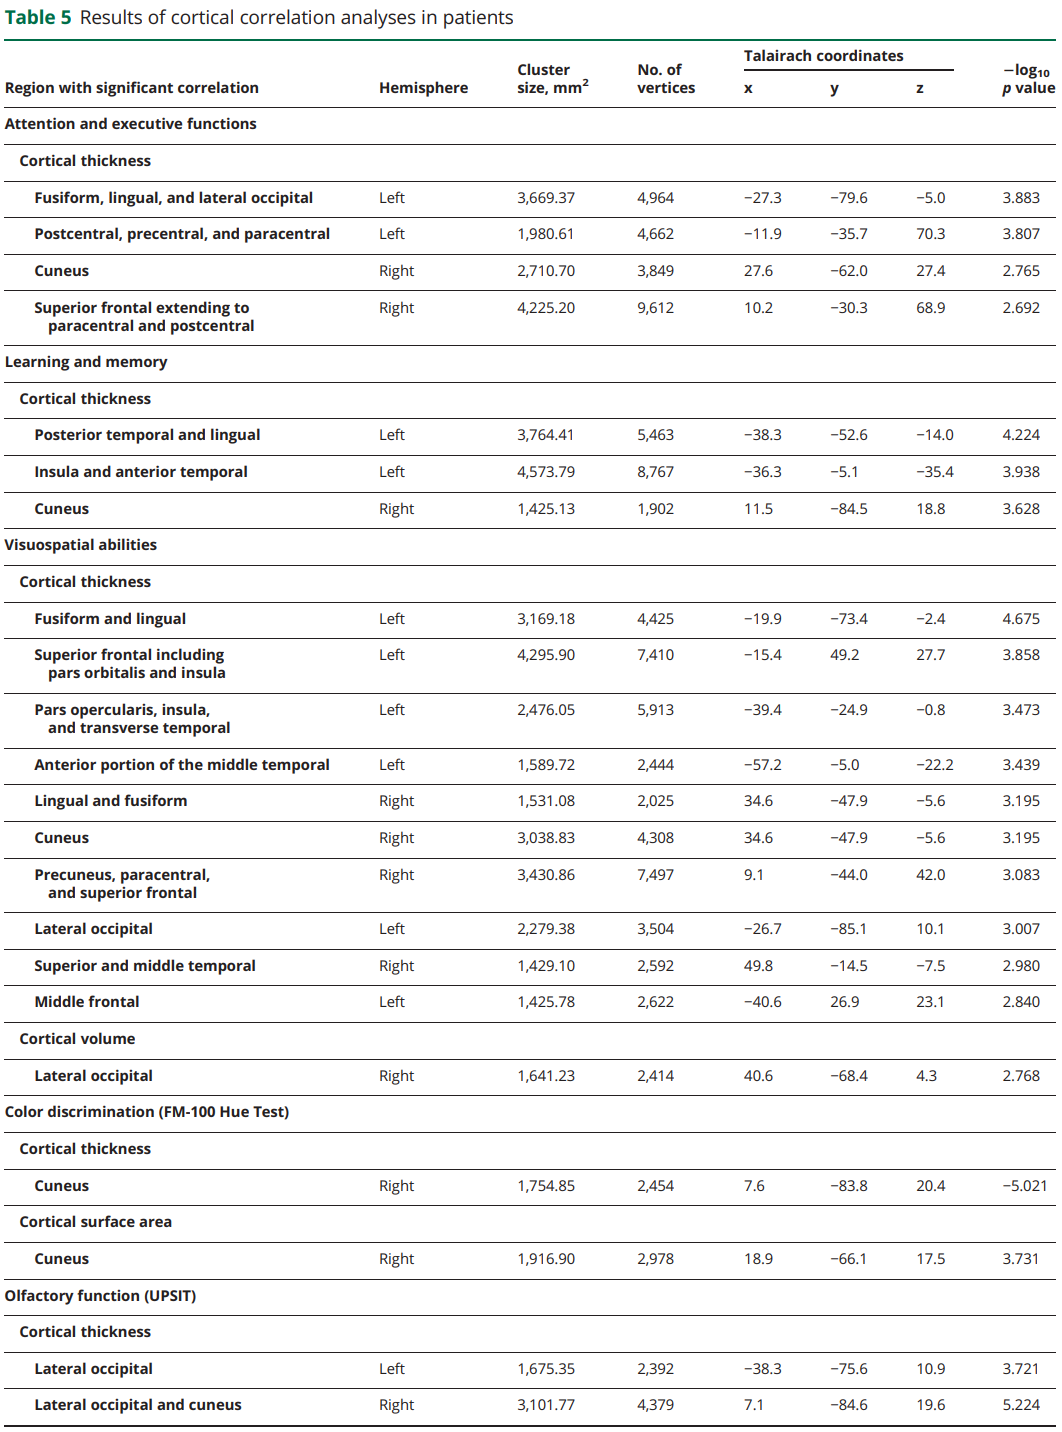 Table 5 Results of cortical correlation analyses in patients
Talairach coordinates
Region with significant correlation Hemisphere Cluster size, mm² No. of vertices x y z −log₁₀ p value
Attention and executive functions
Cortical thickness
Fusiform, lingual, and lateral occipital Left 3,669.37 4,964 −27.3 −79.6 −5.0 3.883
Postcentral, precentral, and paracentral Left 1,980.61 4,662 −11.9 −35.7 70.3 3.807
Cuneus Right 2,710.70 3,849 27.6 −62.0 27.4 2.765
Superior frontal extending to Right 4,225.20 9,612 10.2 −30.3 68.9 2.692
paracentral and postcentral
Learning and memory
Cortical thickness
Posterior temporal and lingual Left 3,764.41 5,463 −38.3 −52.6 −14.0 4.224
Insula and anterior temporal Left 4,573.79 8,767 −36.3 −5.1 −35.4 3.938
Cuneus Right 1,425.13 1,902 11.5 −84.5 18.8 3.628
Visuospatial abilities
Cortical thickness
Fusiform and lingual Left 3,169.18 4,425 −19.9 −73.4 −2.4 4.675
Superior frontal including Left 4,295.90 7,410 −15.4 49.2 27.7 3.858
pars orbitalis and insula
Pars opercularis, insula, Left 2,476.05 5,913 −39.4 −24.9 −0.8 3.473
and transverse temporal
Anterior portion of the middle temporal Left 1,589.72 2,444 −57.2 −5.0 −22.2 3.439
Lingual and fusiform Right 1,531.08 2,025 34.6 −47.9 −5.6 3.195
Cuneus Right 3,038.83 4,308 34.6 −47.9 −5.6 3.195
Precuneus, paracentral, Right 3,430.86 7,497 9.1 −44.0 42.0 3.083
and superior frontal
Lateral occipital Left 2,279.38 3,504 −26.7 −85.1 10.1 3.007
Superior and middle temporal Right 1,429.10 2,592 49.8 −14.5 −7.5 2.980
Middle frontal Left 1,425.78 2,622 −40.6 26.9 23.1 2.840
Cortical volume
Lateral occipital Right 1,641.23 2,414 40.6 −68.4 4.3 2.768
Color discrimination (FM-100 Hue Test)
Cortical thickness
Cuneus Right 1,754.85 2,454 7.6 −83.8 20.4 −5.021
Cortical surface area
Cuneus Right 1,916.90 2,978 18.9 −66.1 17.5 3.731
Olfactory function (UPSIT)
Cortical thickness
Lateral occipital Left 1,675.35 2,392 −38.3 −75.6 10.9 3.721
Lateral occipital and cuneus Right 3,101.77 4,379 7.1 −84.6 19.6 5.224